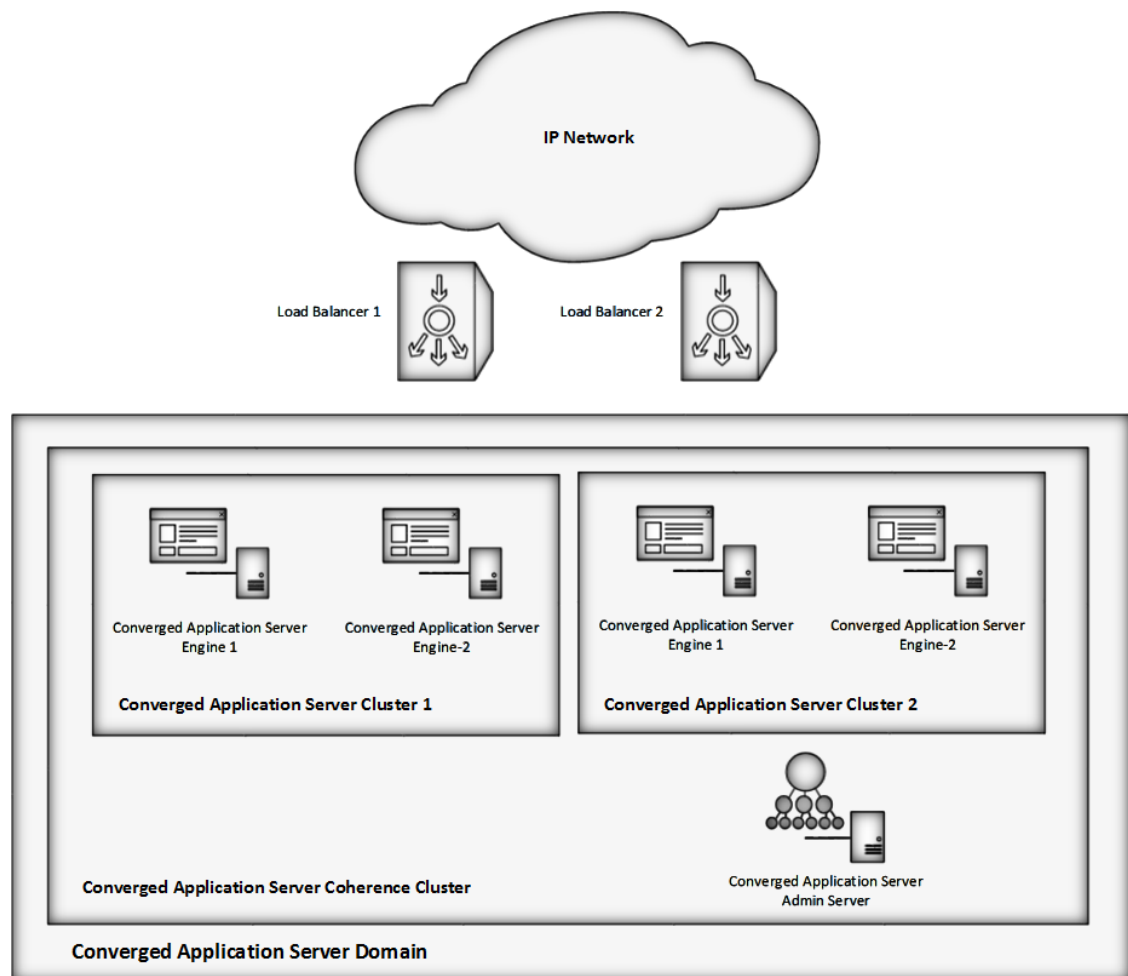 IP Network
Load Balancer 1
Load Balancer 2
Converged Application Server
Engine 1
Converged Application Server
Engine-2
Converged Application Server Cluster 1
Converged Application Server
Engine 1
Converged Application Server
Engine-2
Converged Application Server Cluster 2
Converged Application Server
Admin Server
Converged Application Server Coherence Cluster
Converged Application Server Domain